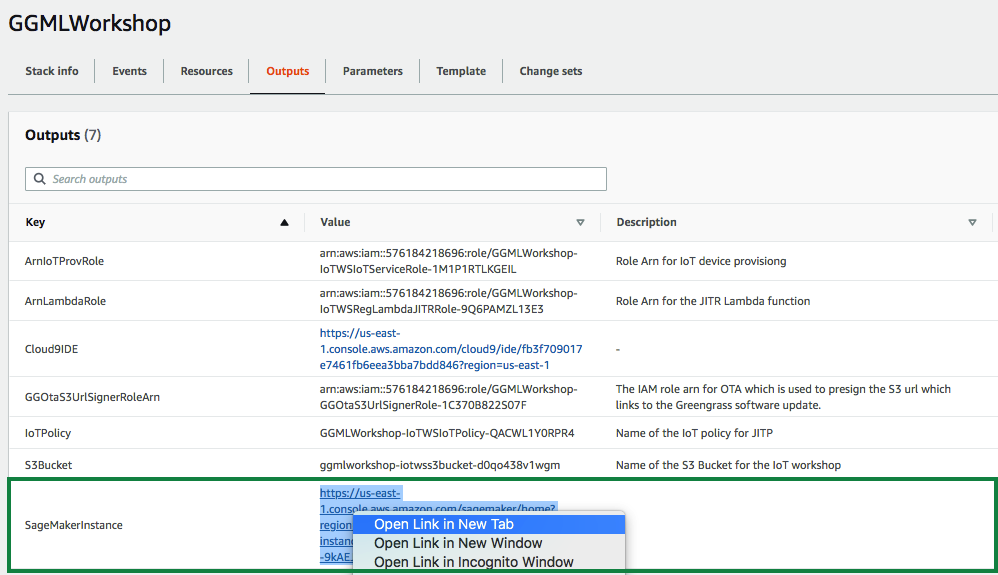 GGMLWorkshop
Stack info Events Resources Outputs Parameters Template Change sets
Outputs (7)
Search outputs
Key Value Description
ArnIoTProvRole
arn:aws:iam::576184218696:role/GGMLWorkshop-
IoTWSIoTServiceRole-1M1P1RTLKGEIL
Role Arn for IoT device provisiong
ArnLambdaRole
arn:aws:iam::576184218696:role/GGMLWorkshop-
IoTWSRegLambdaJITRRole-9Q6PAMZL13E3
Role Arn for the JITR Lambda function
Cloud9IDE
https://us-east-
1.console.aws.amazon.com/cloud9/ide/fb3f709017
e7461fb6eea3bba7bdd846?region=us-east-1
-
GGOtaS3UrlSignerRoleArn
arn:aws:iam::576184218696:role/GGMLWorkshop-
GGOtaS3UrlSignerRole-1C370B822S07F
The IAM role arn for OTA which is used to presign the S3 url which
links to the Greengrass software update.
IoTPolicy
GGMLWorkshop-IoTWSIoTPolicy-QACWL1Y0RPR4
Name of the IoT policy for JITP
S3Bucket
ggmlworkshop-iotwss3bucket-d0qo438v1wgm
Name of the S3 Bucket for the IoT workshop
SageMakerInstance
https://us-east-
1.console.aws.amazon.com/sagemaker/home?
region
instanc
-9kAE
Open Link in New Tab
Open Link in New Window
Open Link in Incognito Window